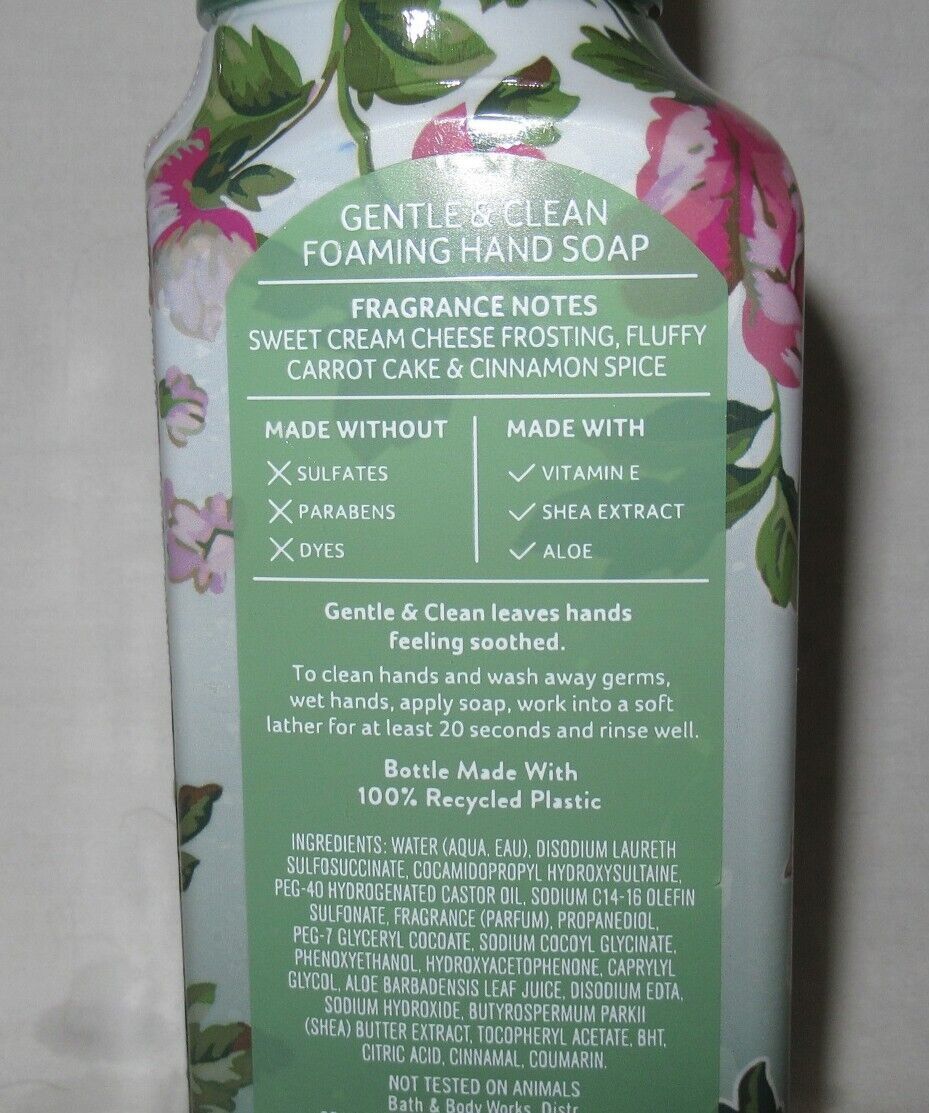 GENTLE & CLEAN
FOAMING HAND SOAP
FRAGRANCE NOTES
SWEET CREAM CHEESE FROSTING, FLUFFY
CARROT CAKE & CINNAMON SPICE
MADE WITHOUT
SULFATES
PARABENS
DYES
MADE WITH
VITAMIN E
SHEA EXTRACT
ALOE
Gentle & Clean leaves hands
feeling soothed.
To clean hands and wash away germs,
wet hands, apply soap, work into a soft
lather for at least 20 seconds and rinse well.
Bottle Made With
100% Recycled Plastic
INGREDIENTS: WATER (AQUA, EAU), DISODIUM LAURETH
SULFOSUCCINATE, COCAMIDOPROPYL HYDROXYSULTAINE,
PEG-40 HYDROGENATED CASTOR OIL, SODIUM C14-16 OLEFIN
SULFONATE, FRAGRANCE (PARFUM), PROPANEDIOL,
PEG-7 GLYCERYL COCOATE, SODIUM COCOYL GLYCINATE,
PHENOXYETHANOL, HYDROXYACETOPHENONE, CAPRYLYL
GLYCOL, ALOE BARBADENSIS LEAF JUICE, DISODIUM EDTA,
SODIUM HYDROXIDE, BUTYROSPERMUM PARKII
(SHEA) BUTTER EXTRACT, TOCOPHERYL ACETATE, BHT,
CITRIC ACID, CINNAMAL, COUMARIN.
NOT TESTED ON ANIMALS
Bath & Body Works, Distr.